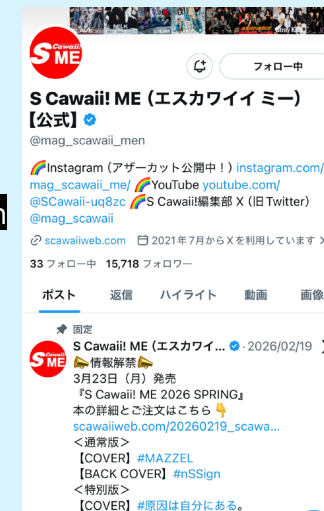 S Cawaii!
ME
フォロー中
S Cawaii! ME（エスカワイイ ミー）
【公式】
@mag_scawaii_men
🌈Instagram（アザーカット公開中！）instagram.com/
mag_scawaii_me/ 🌈YouTube youtube.com/
@SCawaii-uq8zc 🌈S Cawaii!編集部 X (旧Twitter)
@mag_scawaii
scawaiiweb.com 2021年7月からXを利用しています
33 フォロー中 15,718 フォロワー
ポスト 返信 ハイライト 動画 画像
固定
S Cawaii! ME（エスカワイ... · 2026/02/19
S Cawaii!
ME
📣情報解禁📣
3月23日（月）発売
『S Cawaii! ME 2026 SPRING』
本の詳細とご注文はこちら👇
scawaiiweb.com/20260219_scawa...
＜通常版＞
【COVER】#MAZZEL
【BACK COVER】#nSSign
＜特別版＞
【COVER】#原因は自分にある。